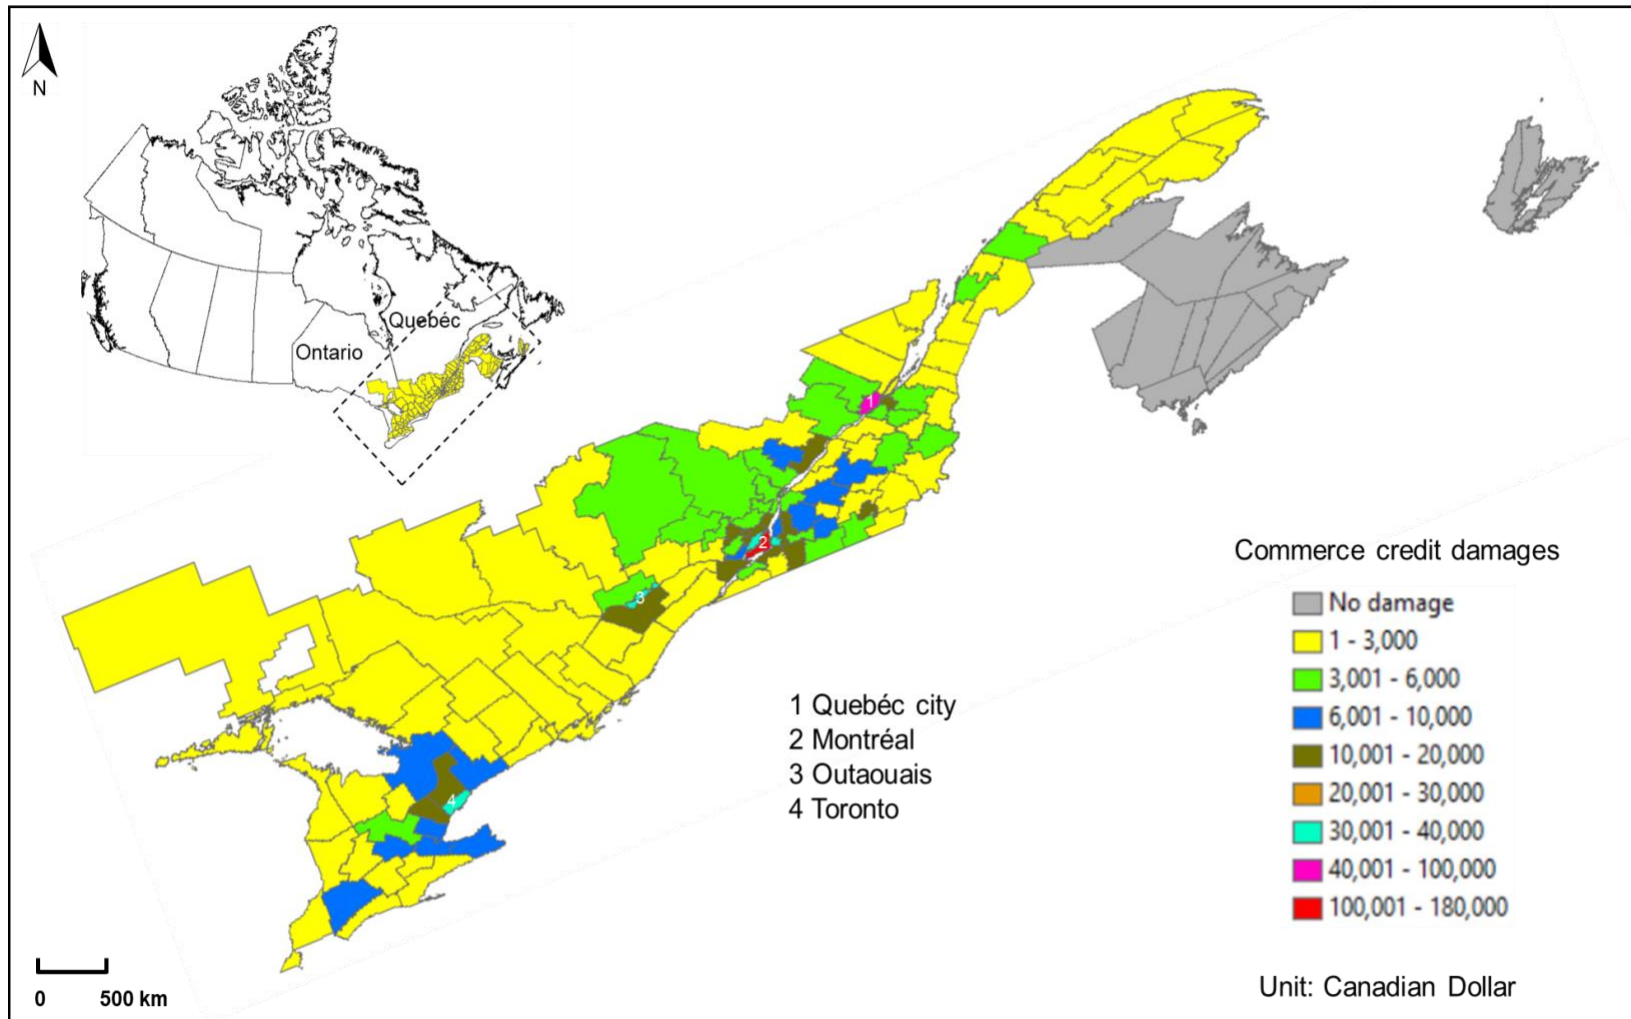 N
Quebéc
Ontario
1
2
3
4
Commerce credit damages
No damage
1 - 3,000
3,001 - 6,000
6,001 - 10,000
10,001 - 20,000
20,001 - 30,000
30,001 - 40,000
40,001 - 100,000
100,001 - 180,000
1 Quebéc city
2 Montréal
3 Outaouais
4 Toronto
0 500 km
Unit: Canadian Dollar